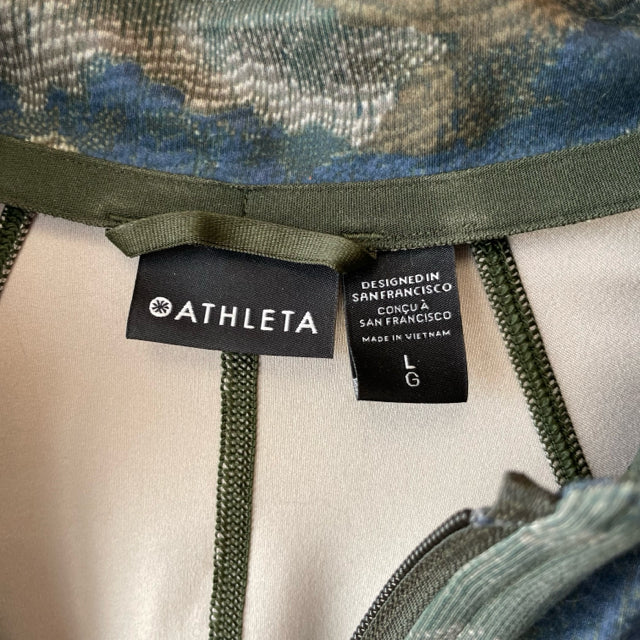 ATHLETA
DESIGNED IN
SAN FRANCISCO
CONÇU À
SAN FRANCISCO
MADE IN VIETNAM
L
G